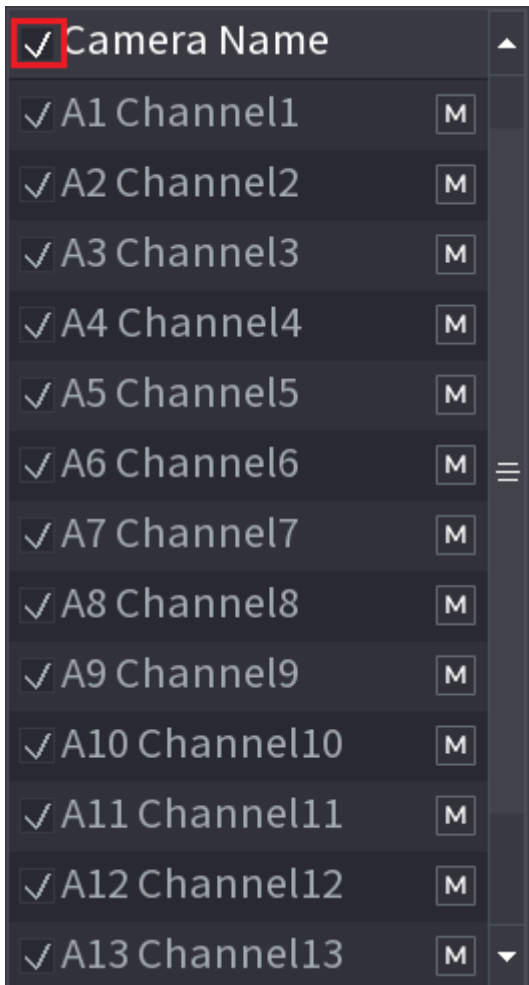 Camera Name
A1 Channel1 M
A2 Channel2 M
A3 Channel3 M
A4 Channel4 M
A5 Channel5 M
A6 Channel6 M
A7 Channel7 M
A8 Channel8 M
A9 Channel9 M
A10 Channel10 M
A11 Channel11 M
A12 Channel12 M
A13 Channel13 M